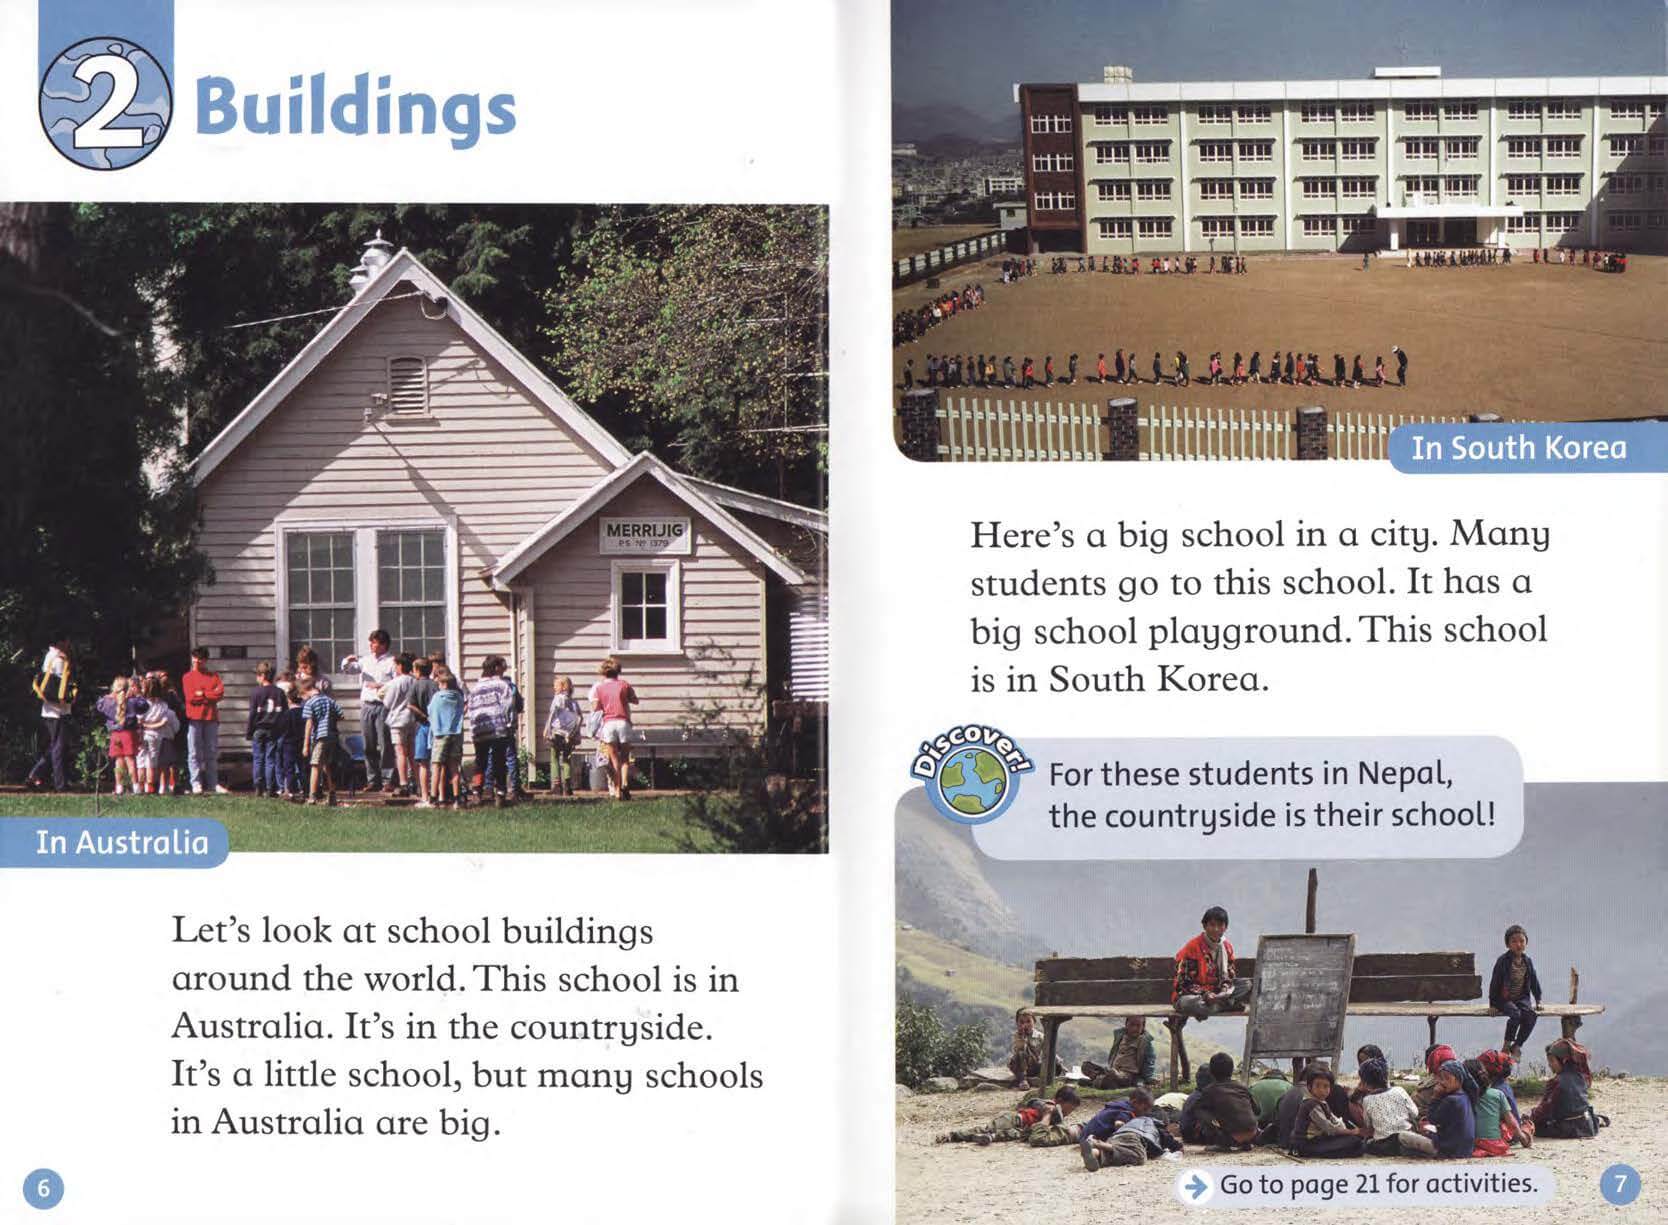 2
Buildings
MERRIJIG
P.S. Nº 1379
In Australia
Let's look at school buildings
around the world. This school is in
Australia. It's in the countryside.
It's a little school, but many schools
in Australia are big.
6
In South Korea
Here's a big school in a city. Many
students go to this school. It has a
big school playground. This school
is in South Korea.
Discover!
For these students in Nepal,
the countryside is their school!
Go to page 21 for activities.
7